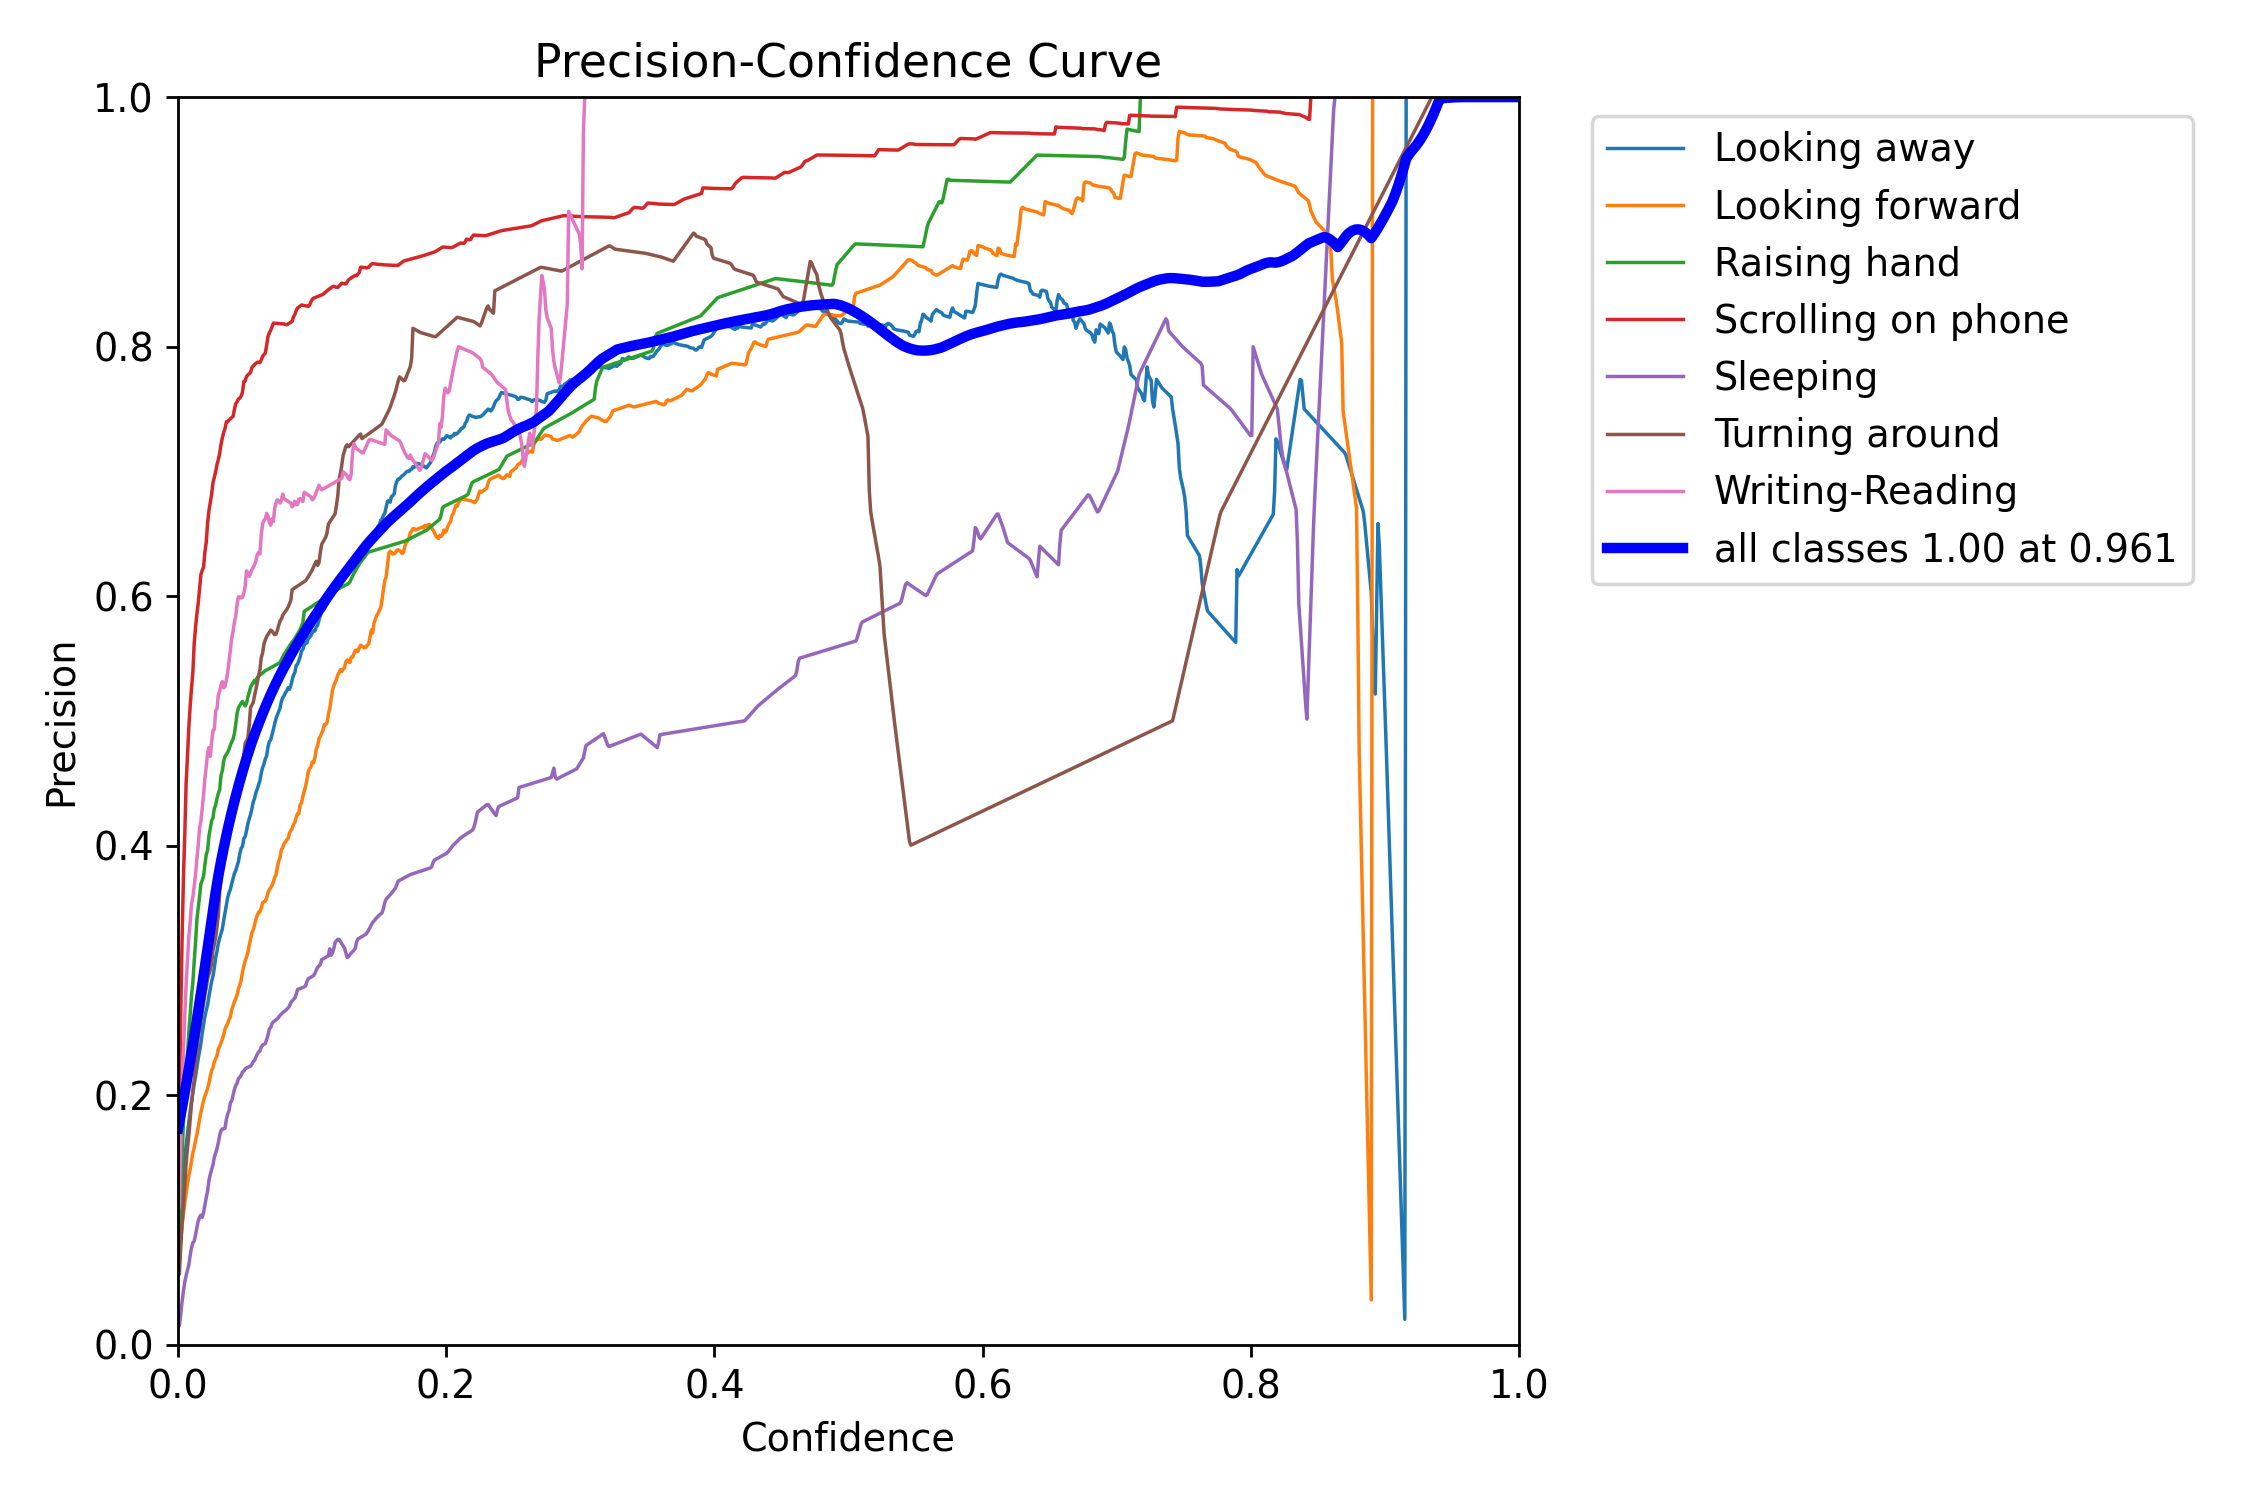 Precision-Confidence Curve
1.0
0.8
0.6
0.4
0.2
0.0
Precision
0.0 0.2 0.4 0.6 0.8 1.0
Confidence
Looking away
Looking forward
Raising hand
Scrolling on phone
Sleeping
Turning around
Writing-Reading
all classes 1.00 at 0.961